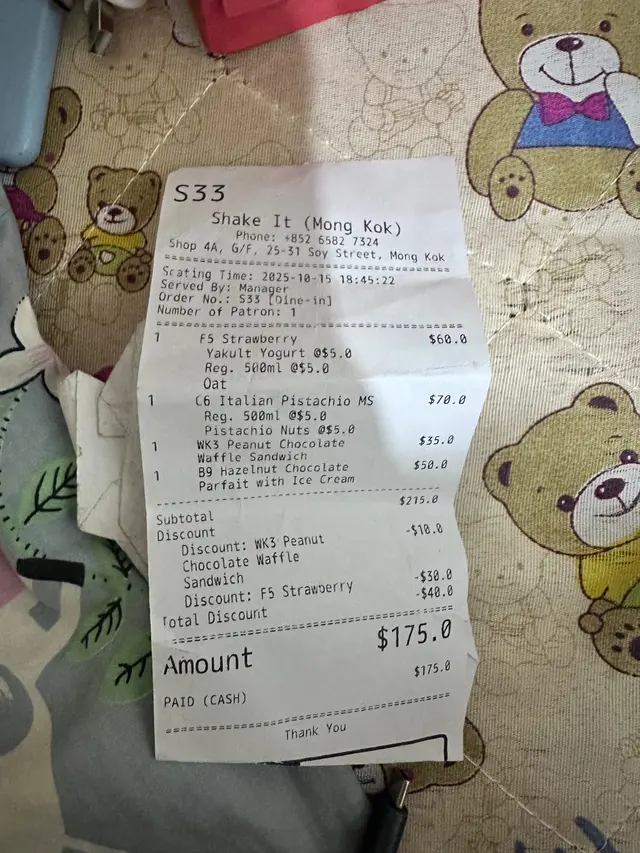 S33
Shake It (Mong Kok)
Phone: +852 6582 7324
Shop 4A, G/F, 25-31 Soy Street, Mong Kok
Seating Time: 2025-10-15 18:45:22
Served By: Manager
Order No.: S33 [Dine-in]
Number of Patron: 1
1 F5 Strawberry $60.0
Yakult Yogurt @$5.0
Reg. 500ml @$5.0
Oat
1 C6 Italian Pistachio MS $70.0
Reg. 500ml @$5.0
Pistachio Nuts @$5.0
1 WK3 Peanut Chocolate $35.0
Waffle Sandwich
1 B9 Hazelnut Chocolate $50.0
Parfait with Ice Cream
Subtotal $215.0
Discount
Discount: WK3 Peanut -$10.0
Chocolate Waffle
Sandwich
Discount: F5 Strawberry -$30.0
Total Discount -$40.0
Amount $175.0
PAID (CASH) $175.0
Thank You